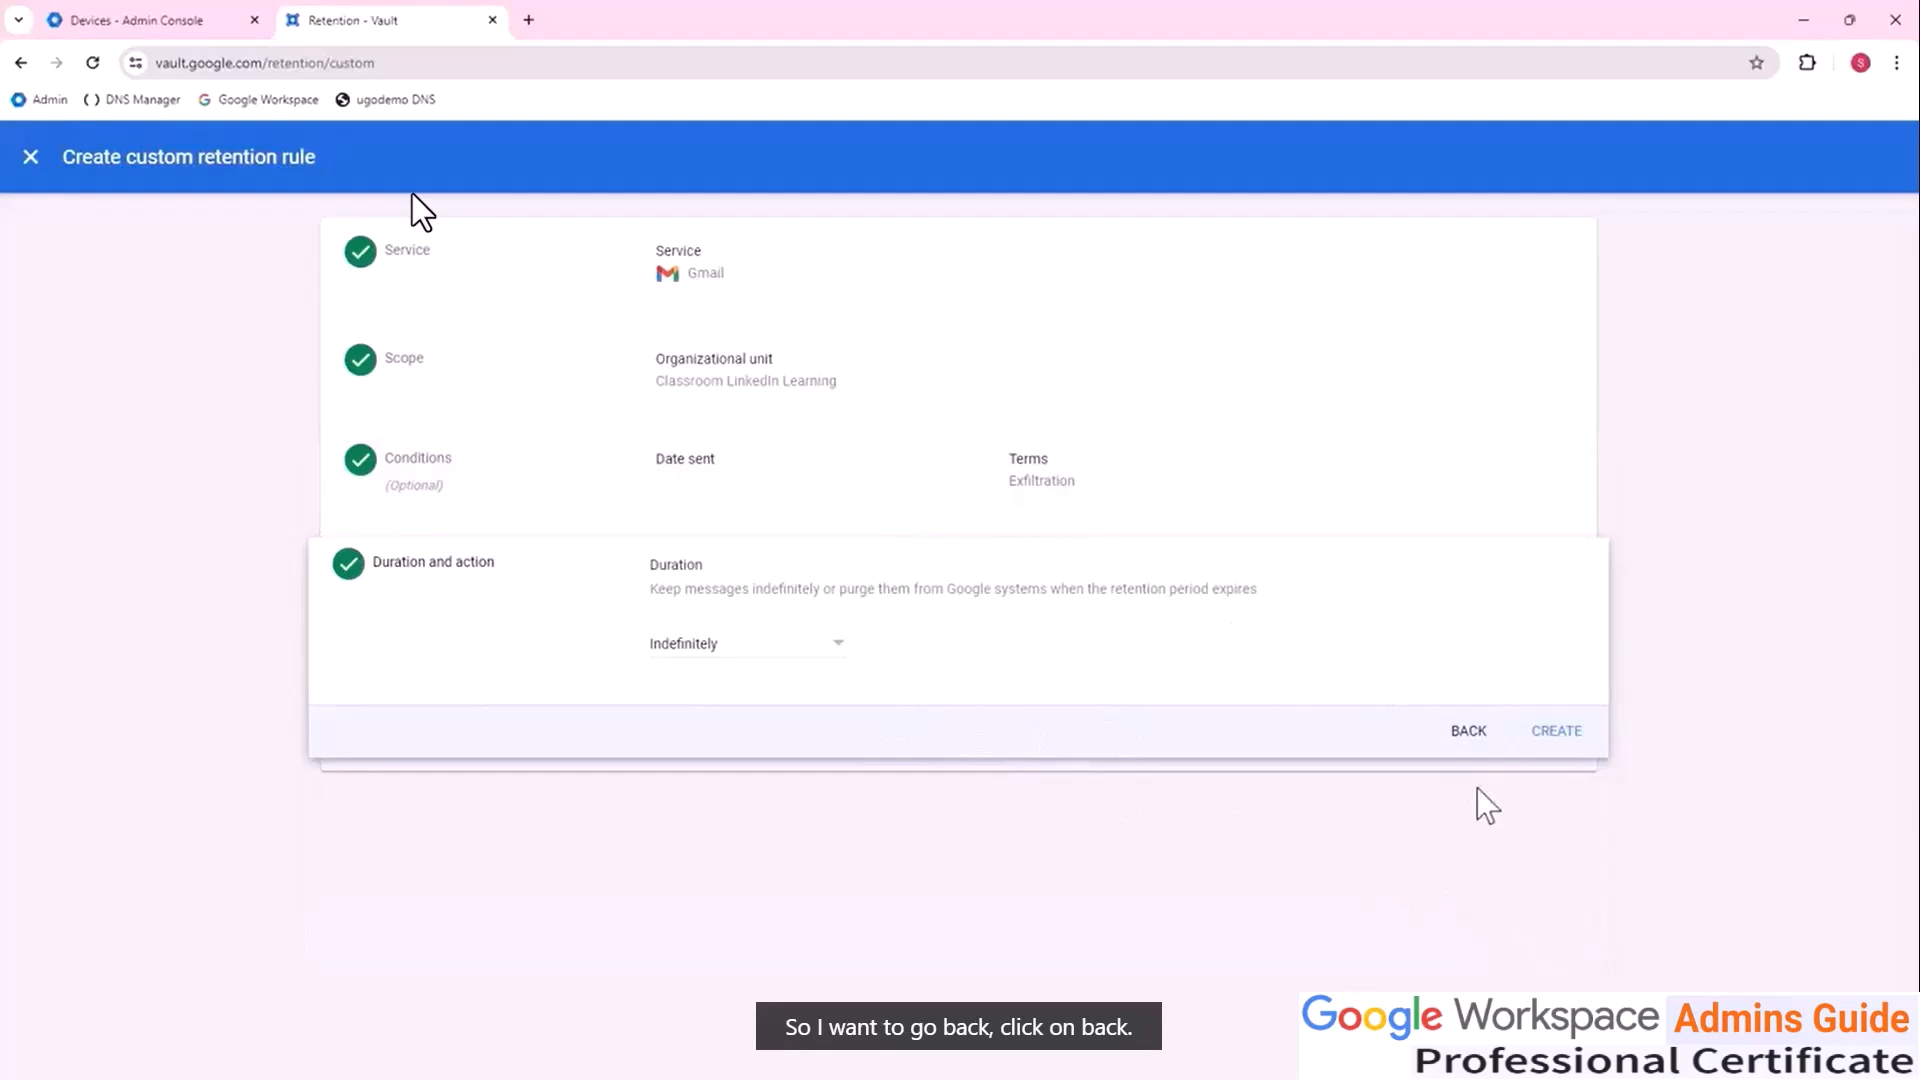 Devices - Admin Console
Retention - Vault
vault.google.com/retention/custom
S
Admin
DNS Manager
Google Workspace
ugodemo DNS
Create custom retention rule
Service
Service
Gmail
Scope
Organizational unit
Classroom LinkedIn Learning
Conditions
(Optional)
Date sent
Terms
Exfiltration
Duration and action
Duration
Keep messages indefinitely or purge them from Google systems when the retention period expires
Indefinitely
BACK
CREATE
So I want to go back, click on back.
Google Workspace Admins Guide
Professional Certificate